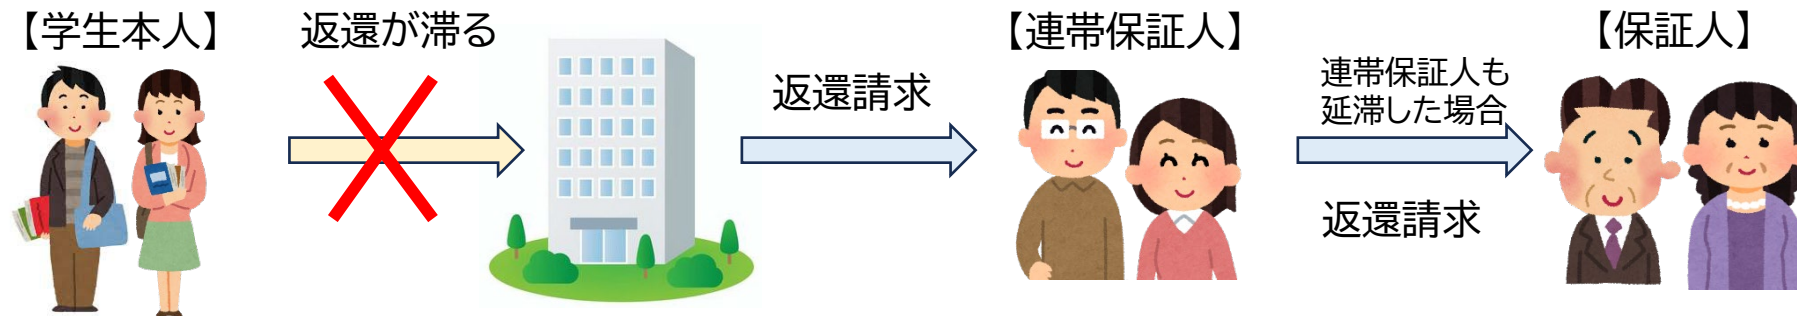 【学生本人】
返還が滞る
返還請求
【連帯保証人】
連帯保証人も
延滞した場合
返還請求
【保証人】